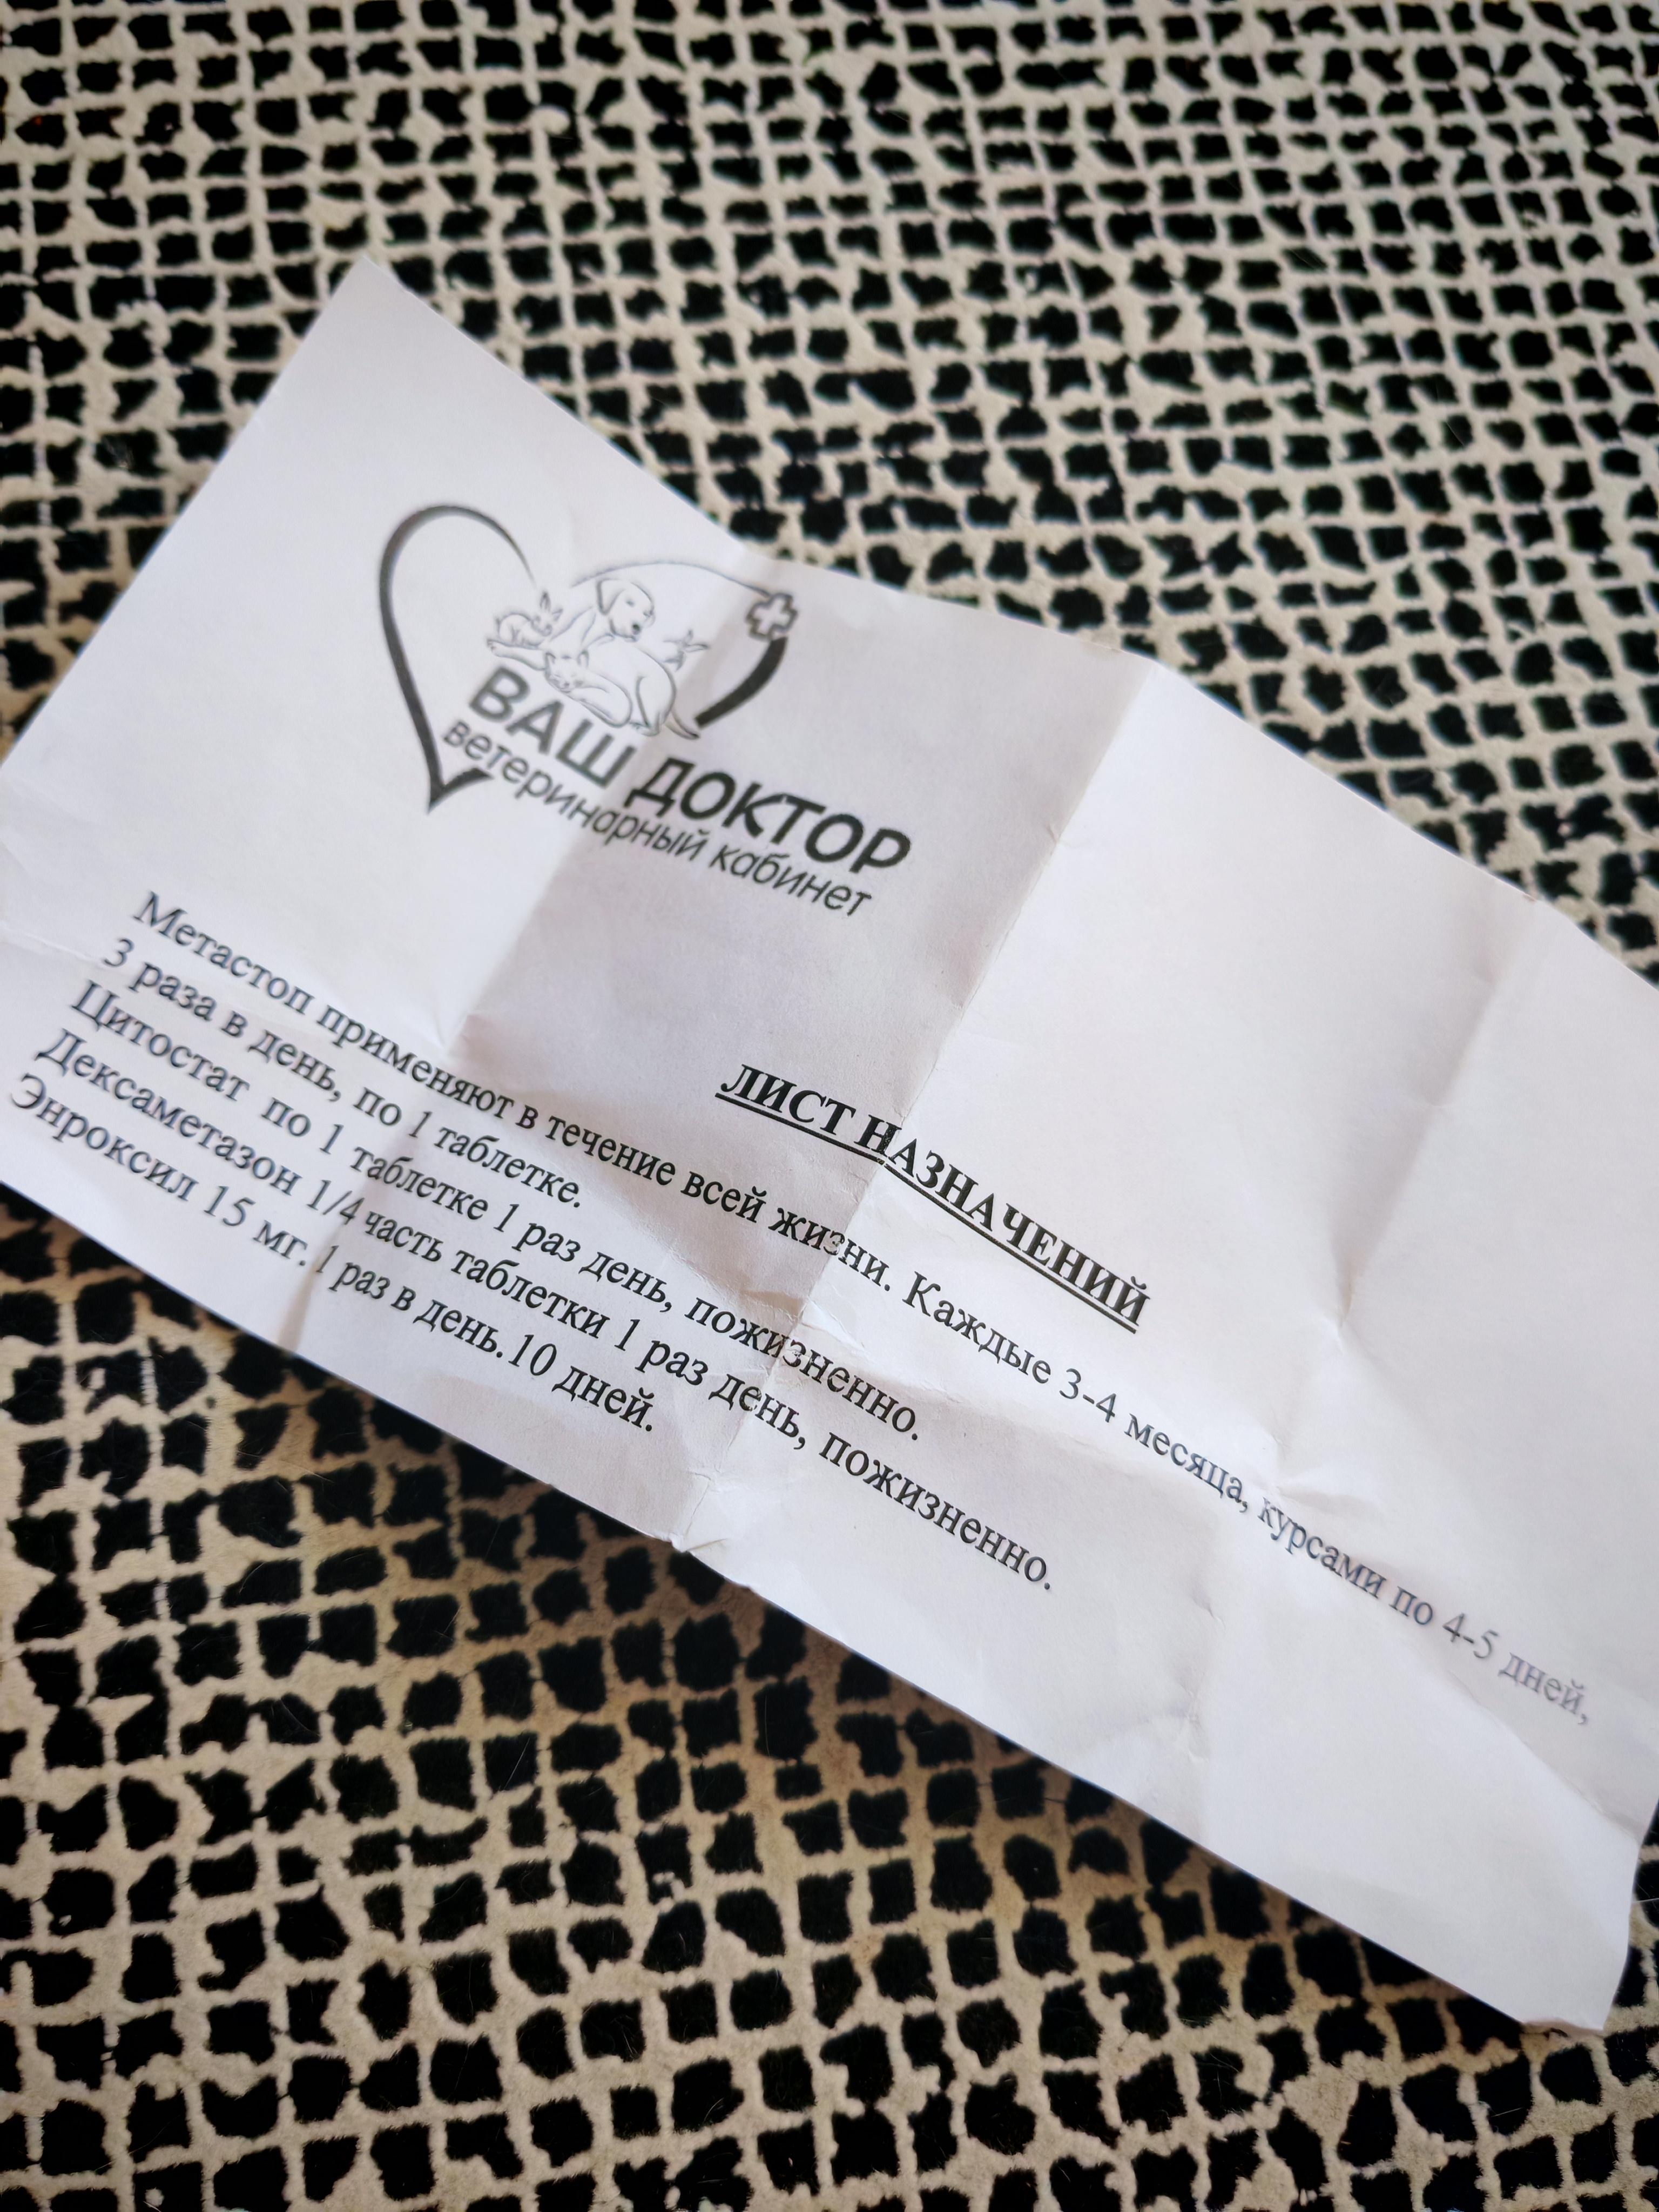 ВАШ ДОКТОР
ветеринарный кабинет
ЛИСТ НАЗНАЧЕНИЙ
Метастоп применяют в течение всей жизни. Каждые 3-4 месяца, курсами по 4-5 дней,
3 раза в день, по 1 таблетке.
Цитостат по 1 таблетке 1 раз день, пожизненно.
Дексаметазон 1/4 часть таблетки 1 раз день, пожизненно.
Энроксил 15 мг. 1 раз в день.10 дней.